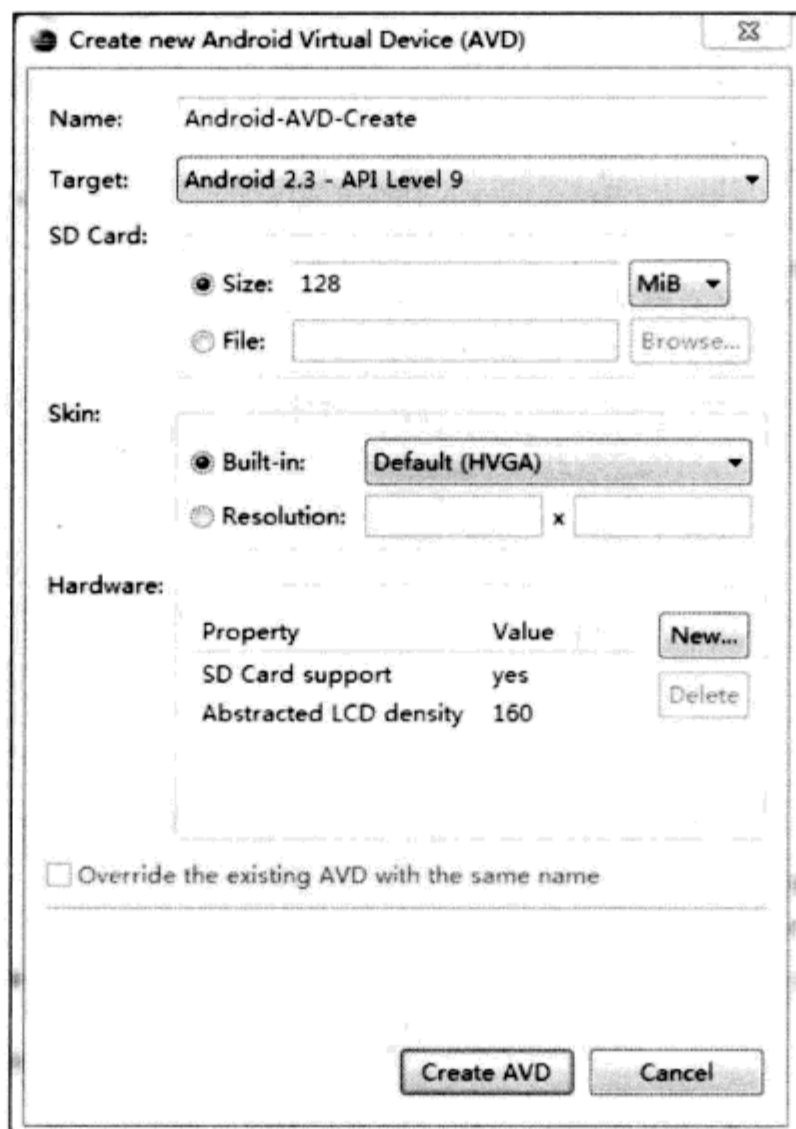 Create new Android Virtual Device (AVD)
Name: Android-AVD-Create
Target: Android 2.3 - API Level 9
SD Card:
Size: 128 MiB
File: Browse...
Skin:
Built-in: Default (HVGA)
Resolution: x
Hardware:
Property Value New...
SD Card support yes
Delete
Abstracted LCD density 160
Override the existing AVD with the same name
Create AVD Cancel